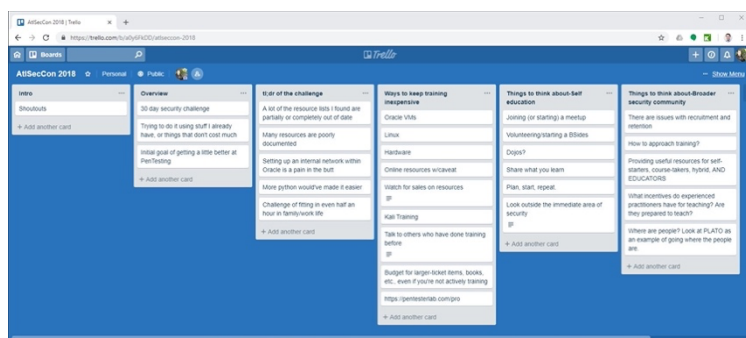 AtlSecCon 2018 | Trello
https://trello.com/b/a0yAIFkDD/atlseccon-2018
Boards
Trello
AtlSecCon 2018
Personal
Public
Show Menu
Intro
Shoutouts
+ Add another card
Overview
30 day security challenge
Trying to do it using stuff I already
have, or things that don't cost much
Initial goal of getting a little better at
PenTesting
+ Add another card
tl;dr of the challenge
A lot of the resource lists I found are
partially or completely out of date
Many resources are poorly
documented
Setting up an internal network within
Oracle is a pain in the butt
More python would've made it easier
Challenge of fitting in even half an
hour in family/work life
+ Add another card
Ways to keep training
inexpensive
Oracle VMs
Linux
Hardware
Online resources w/caveat
Watch for sales on resources
Kali Training
Talk to others who have done training
before
Budget for larger-ticket items, books,
etc., even if you're not actively training
https://pentesterlab.com/pro
+ Add another card
Things to think about-Self
education
Joining (or starting) a meetup
Volunteering/starting a BSides
Dojos?
Share what you learn
Plan, start, repeat.
Look outside the immediate area of
security
+ Add another card
Things to think about-Broader
security community
There are issues with recruitment and
retention
How to approach training?
Providing useful resources for self-
starters, course-takers, hybrid, AND
EDUCATORS
What incentives do experienced
practitioners have for teaching? Are
they prepared to teach?
Where are people? Look at PLATO as
an example of going where the people
are.
+ Add another card